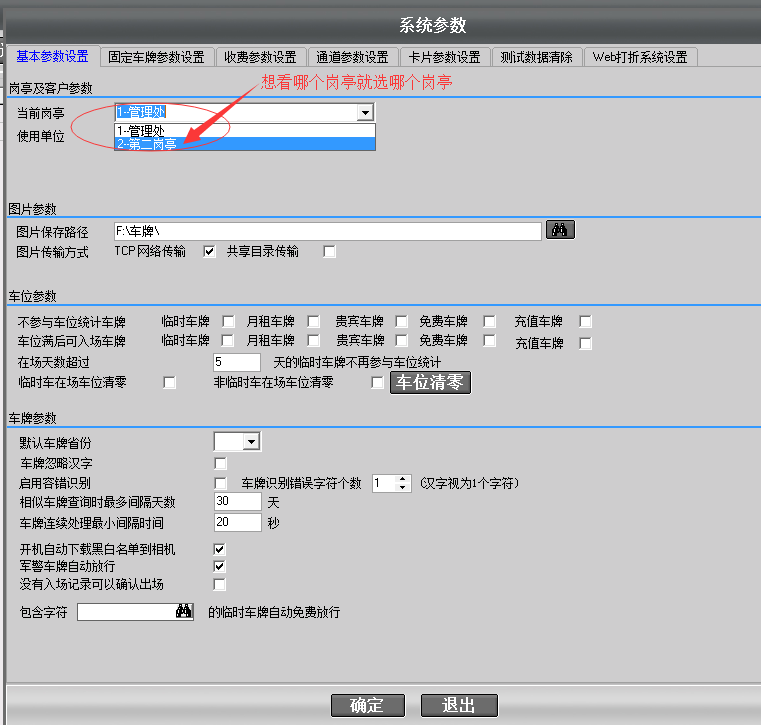 系统参数
基本参数设置 固定车牌参数设置 收费参数设置 通道参数设置 卡片参数设置 测试数据清除 Web打折系统设置
想看哪个岗亭就选哪个岗亭
岗亭及客户参数
当前岗亭 1--管理处
1--管理处
使用单位
2--第二岗亭
图片参数
图片保存路径 F:\车牌\
图片传输方式 TCP网络传输 共享目录传输
车位参数
不参与车位统计车牌 临时车牌 月租车牌 贵宾车牌 免费车牌 充值车牌
车位满后可入场车牌 临时车牌 月租车牌 贵宾车牌 免费车牌 充值车牌
在场天数超过 5 天的临时车牌不再参与车位统计
临时车在场车位清零 非临时车在场车位清零 车位清零
车牌参数
默认车牌省份
车牌忽略汉字
启用容错识别 车牌识别错误字符个数 1 (汉字视为1个字符)
相似车牌查询时最多间隔天数 30 天
车牌连续处理最小间隔时间 20 秒
开机自动下载黑白名单到相机
军警车牌自动放行
没有入场记录可以确认出场
包含字符 的临时车牌自动免费放行
确定 退出